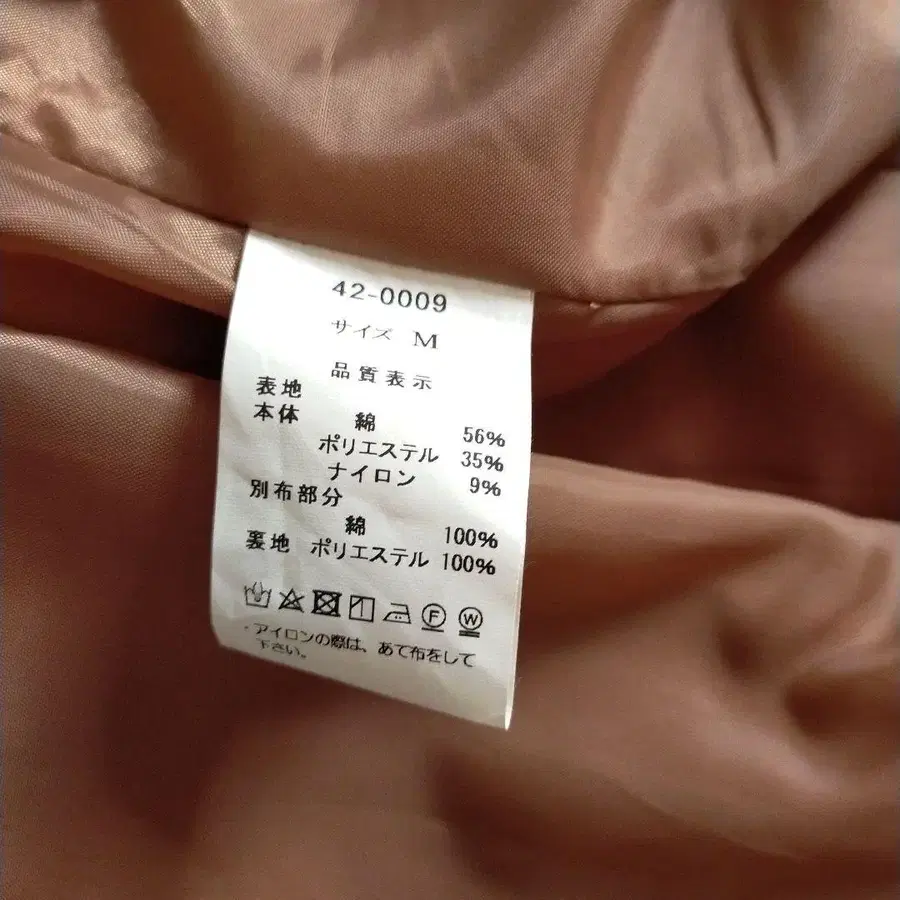 42-0009
サイズ M
品質表示
表地
本体 綿 56%
ポリエステル 35%
ナイロン 9%
別布部分
綿 100%
裏地 ポリエステル 100%
F W
・アイロンの際は、あて布をして
下さい。